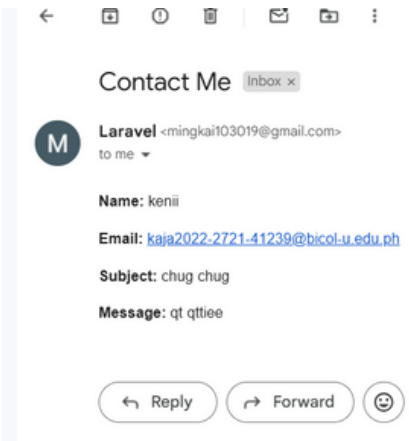 Contact Me Inbox ×
M
Laravel <mingkai103019@gmail.com>
to me
Name: kenii
Email: kaja2022-2721-41239@bicol-u.edu.ph
Subject: chug chug
Message: qt qttiee
Reply Forward